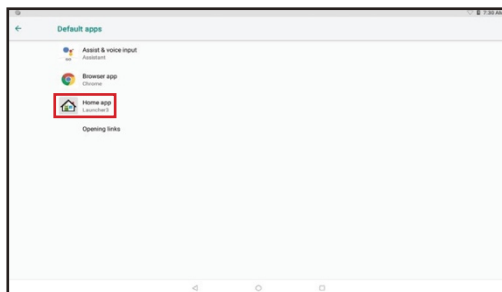 7:30 AM
Default apps
Assist & voice input
Assistant
Browser app
Chrome
Home app
Launcher3
Opening links